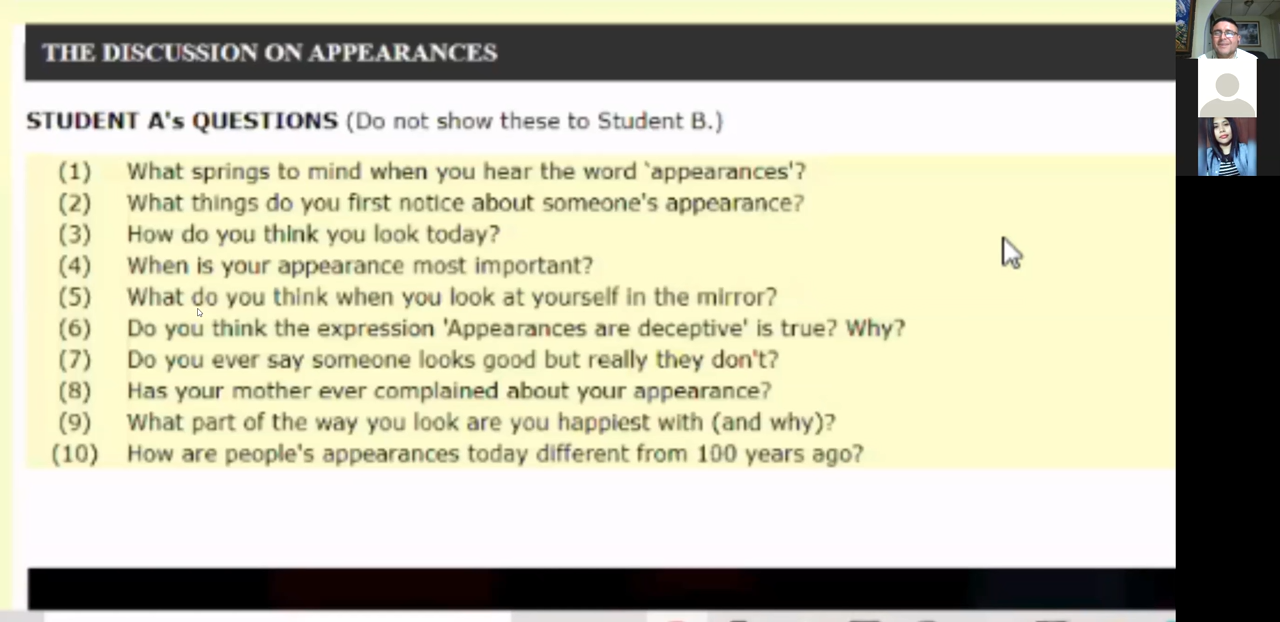 THE DISCUSSION ON APPEARANCES
STUDENT A's QUESTIONS (Do not show these to Student B.)
(1) What springs to mind when you hear the word `appearances'?
(2) What things do you first notice about someone's appearance?
(3) How do you think you look today?
(4) When is your appearance most important?
(5) What do you think when you look at yourself in the mirror?
(6) Do you think the expression 'Appearances are deceptive' is true? Why?
(7) Do you ever say someone looks good but really they don't?
(8) Has your mother ever complained about your appearance?
(9) What part of the way you look are you happiest with (and why)?
(10) How are people's appearances today different from 100 years ago?